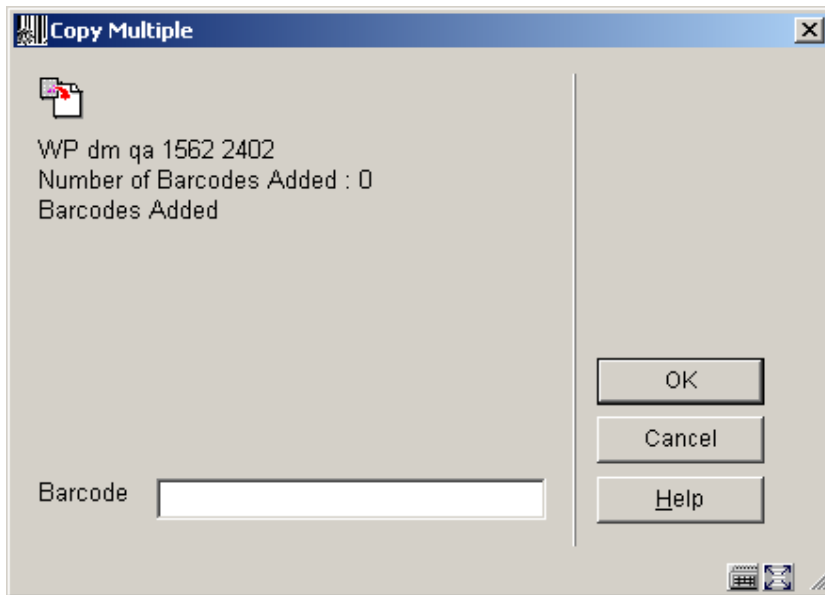 Copy Multiple
WP dm qa 1562 2402
Number of Barcodes Added : 0
Barcodes Added
OK
Cancel
Barcode
Help